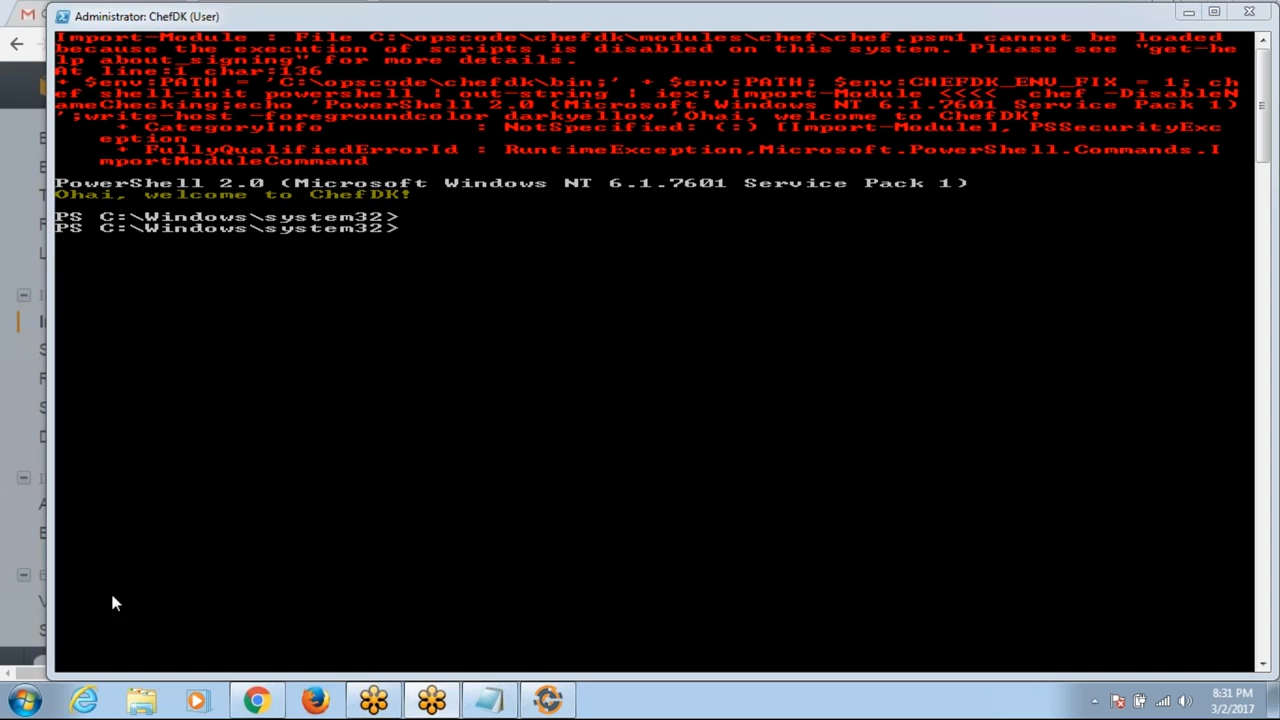 Administrator: ChefDK (User)
Import-Module : File C:\opscode\chefdk\modules\chef\chef.psm1 cannot be loaded
because the execution of scripts is disabled on this system. Please see "get-he
lp about_signing" for more details.
At line:1 char:136
+ $env:PATH = 'C:\opscode\chefdk\bin;' + $env:PATH; $env:CHEFDK_ENV_FIX = 1; ch
ef shell-init powershell | out-string | iex; Import-Module <<<< chef -DisableN
ameChecking;echo 'PowerShell 2.0 (Microsoft Windows NT 6.1.7601 Service Pack 1)
';write-host -foregroundcolor darkyellow 'Ohai, welcome to ChefDK!
+ CategoryInfo : NotSpecified: (:) [Import-Module], PSSecurityExc
eption
+ FullyQualifiedErrorId : RuntimeException,Microsoft.PowerShell.Commands.I
mportModuleCommand
PowerShell 2.0 (Microsoft Windows NT 6.1.7601 Service Pack 1)
Ohai, welcome to ChefDK!
PS C:\Windows\system32>
PS C:\Windows\system32>
8:31 PM
3/2/2017